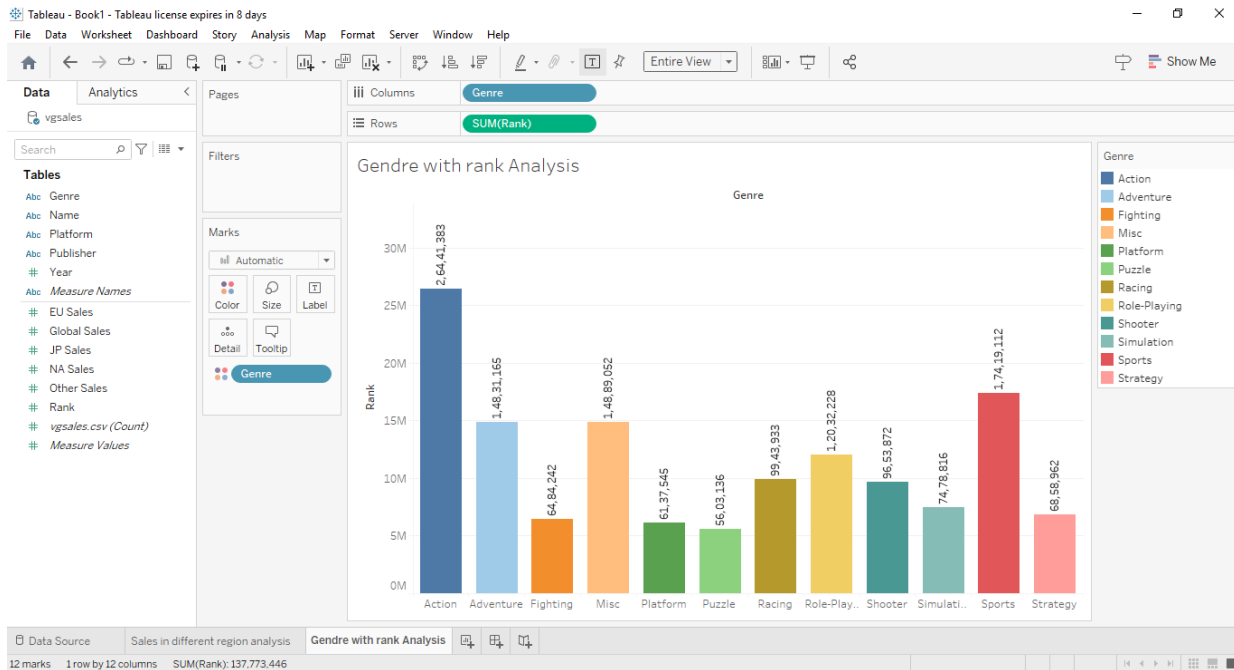 Tableau - Book1 - Tableau license expires in 8 days
File Data Worksheet Dashboard Story Analysis Map Format Server Window Help
Entire View
Show Me
Data Analytics
vgsales
Search
Tables
Abc Genre
Abc Name
Abc Platform
Abc Publisher
# Year
Abc Measure Names
# EU Sales
# Global Sales
# JP Sales
# NA Sales
# Other Sales
# Rank
# vgsales.csv (Count)
# Measure Values
Pages
Filters
Marks
Automatic
Color Size Label
Detail Tooltip
Genre
Columns Genre
Rows SUM(Rank)
Gendre with rank Analysis
Genre
Rank
30M
25M
20M
15M
10M
5M
0M
2,64,41,383
1,48,31,165
64,84,242
1,48,89,052
61,37,545
56,03,136
99,43,933
1,20,32,228
96,53,872
74,78,816
1,74,19,112
68,58,962
Action Adventure Fighting Misc Platform Puzzle Racing Role-Play.. Shooter Simulati.. Sports Strategy
Genre
Action
Adventure
Fighting
Misc
Platform
Puzzle
Racing
Role-Playing
Shooter
Simulation
Sports
Strategy
Data Source Sales in different region analysis Gendre with rank Analysis
12 marks 1 row by 12 columns SUM(Rank): 137,773,446